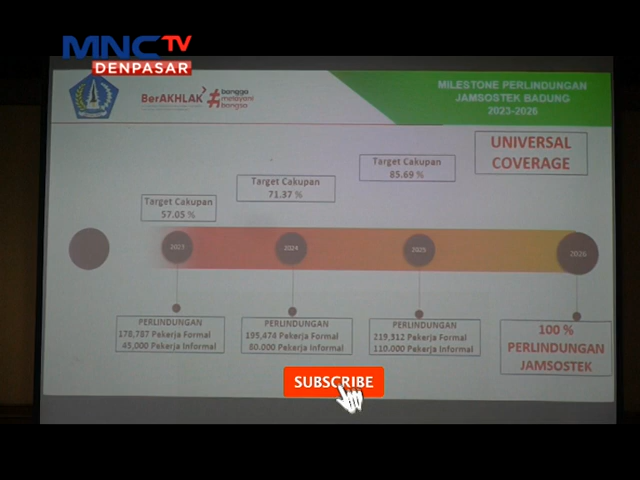 MNC TV
DENPASAR
BerAKHLAK
#bangga
melayani
bangsa
MILESTONE PERLINDUNGAN
JAMSOSTEK BADUNG
2023-2026
UNIVERSAL
COVERAGE
Target Cakupan
85.69 %
Target Cakupan
71.37 %
Target Cakupan
57.05 %
2023
2024
2025
2026
PERLINDUNGAN
178,787 Pekerja Formal
45,000 Pekerja Informal
PERLINDUNGAN
195,474 Pekerja Formal
80.000 Pekerja Informal
PERLINDUNGAN
219,512 Pekerja Formal
110.000 Pekerja Informal
100 %
PERLINDUNGAN
JAMSOSTEK
SUBSCRIBE